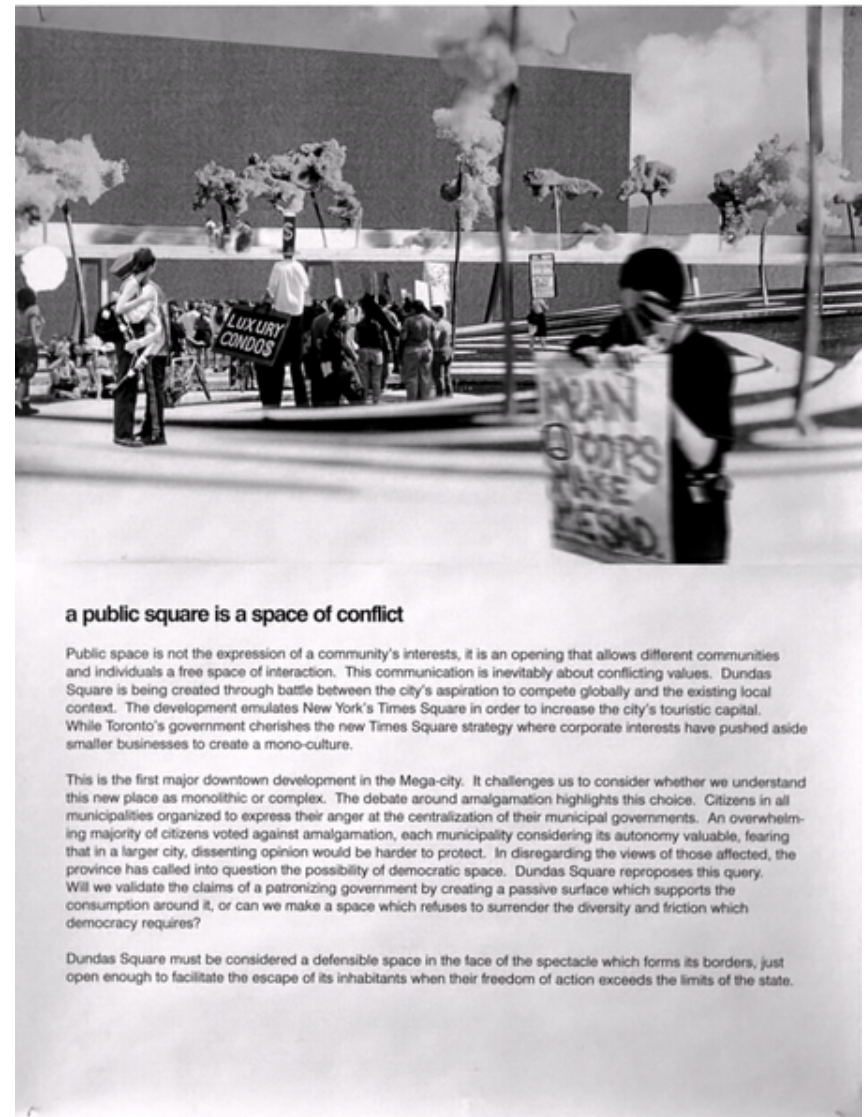 $
LUXURY
CONDOS
MEAN
COPS
MAKE
ME SAD.
a public square is a space of conflict
Public space is not the expression of a community's interests, it is an opening that allows different communities
and individuals a free space of interaction.  This communication is inevitably about conflicting values.  Dundas
Square is being created through battle between the city's aspiration to compete globally and the existing local
context.  The development emulates New York's Times Square in order to increase the city's touristic capital.
While Toronto's government cherishes the new Times Square strategy where corporate interests have pushed aside
smaller businesses to create a mono-culture.
This is the first major downtown development in the Mega-city.  It challenges us to consider whether we understand
this new place as monolithic or complex.  The debate around amalgamation highlights this choice.  Citizens in all
municipalities organized to express their anger at the centralization of their municipal governments.  An overwhelm-
ing majority of citizens voted against amalgamation, each municipality considering its autonomy valuable, fearing
that in a larger city, dissenting opinion would be harder to protect.  In disregarding the views of those affected, the
province has called into question the possibility of democratic space.  Dundas Square reproposes this query.
Will we validate the claims of a patronizing government by creating a passive surface which supports the
consumption around it, or can we make a space which refuses to surrender the diversity and friction which
democracy requires?
Dundas Square must be considered a defensible space in the face of the spectacle which forms its borders, just
open enough to facilitate the escape of its inhabitants when their freedom of action exceeds the limits of the state.